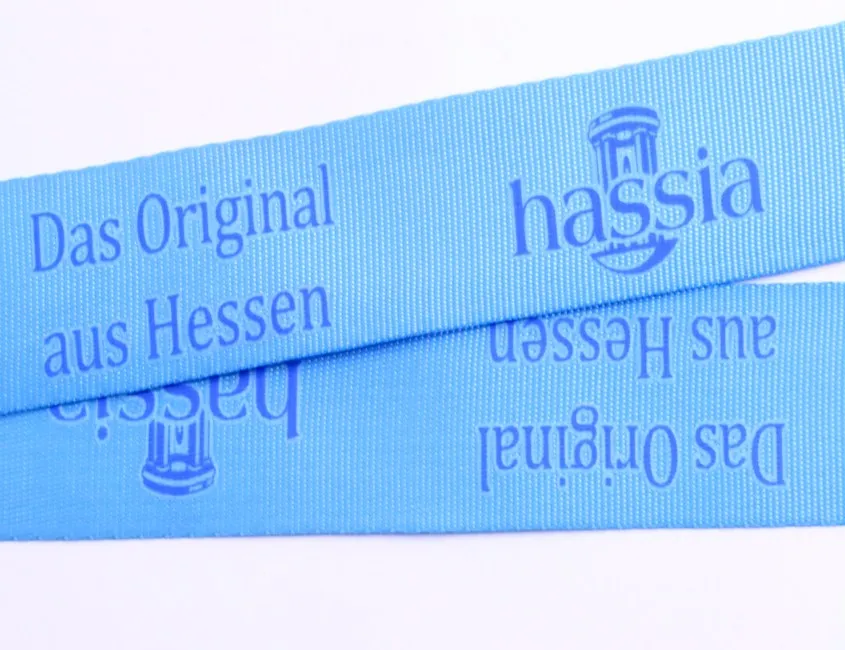 Das Original
aus Hessen
hassia
hassia
aus Hessen
Das Original